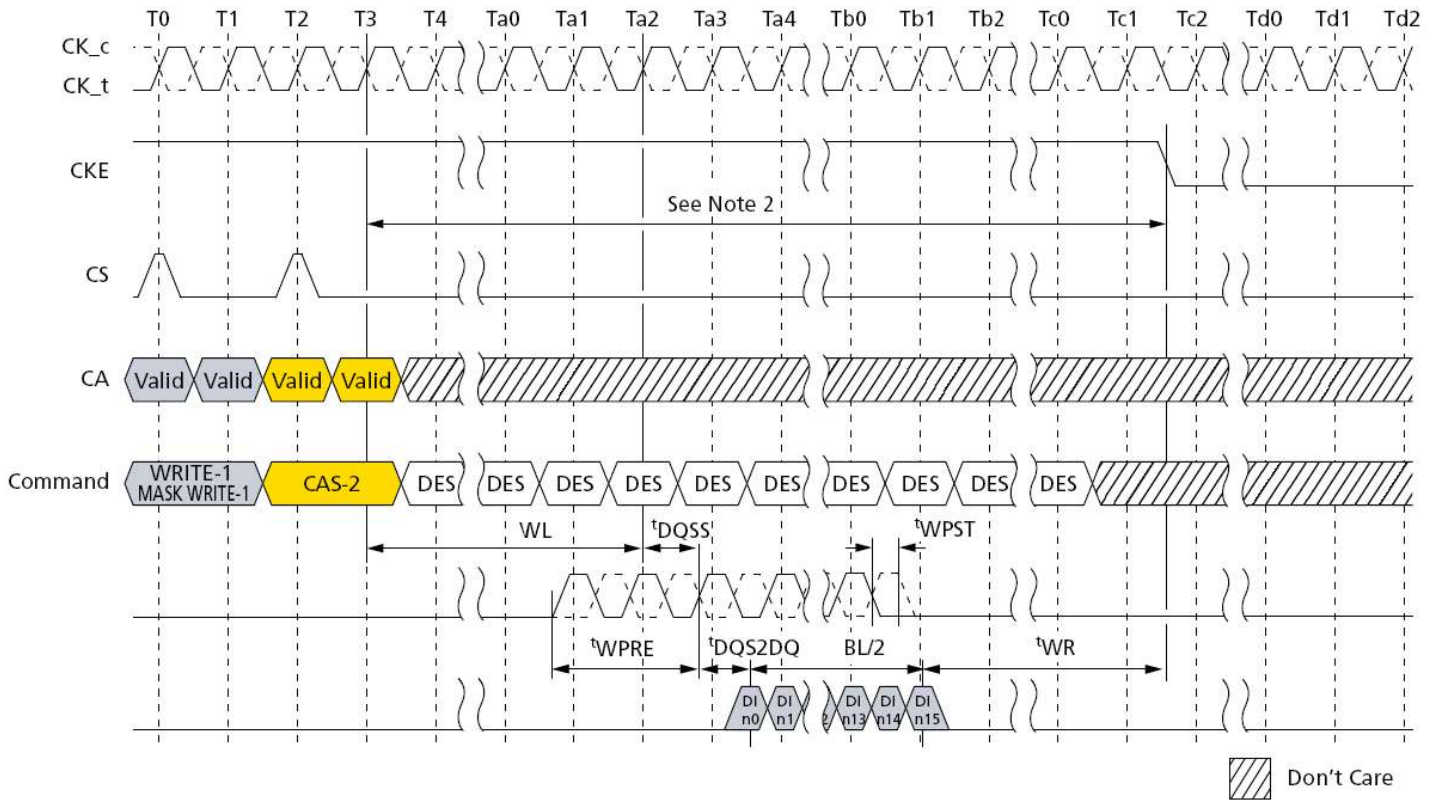 T0 T1 T2 T3 T4 Ta0 Ta1 Ta2 Ta3 Ta4 Tb0 Tb1 Tb2 Tc0 Tc1 Tc2 Td0 Td1 Td2
CK_c
CK_t
CKE
See Note 2
CS
CA Valid Valid Valid Valid
Command WRITE-1 MASK WRITE-1 CAS-2 DES DES DES DES DES DES DES DES DES DES
WL tDQSS tWPST
tWPRE tDQS2DQ BL/2 tWR
DI n0 DI n1 2 DI n13 DI n14 DI n15
Don't Care